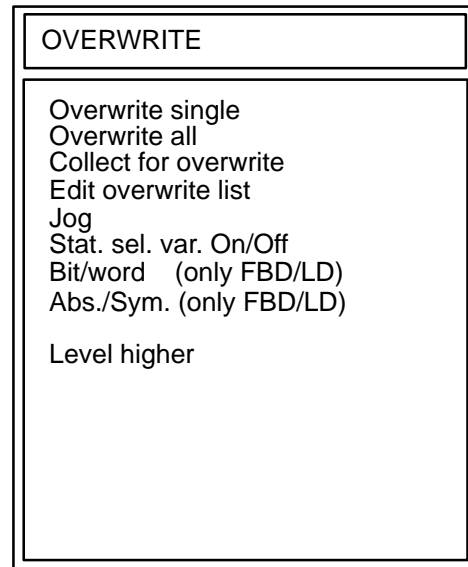 OVERWRITE
Overwrite single
Overwrite all
Collect for overwrite
Edit overwrite list
Jog
Stat. sel. var. On/Off
Bit/word (only FBD/LD)
Abs./Sym. (only FBD/LD)
Level higher